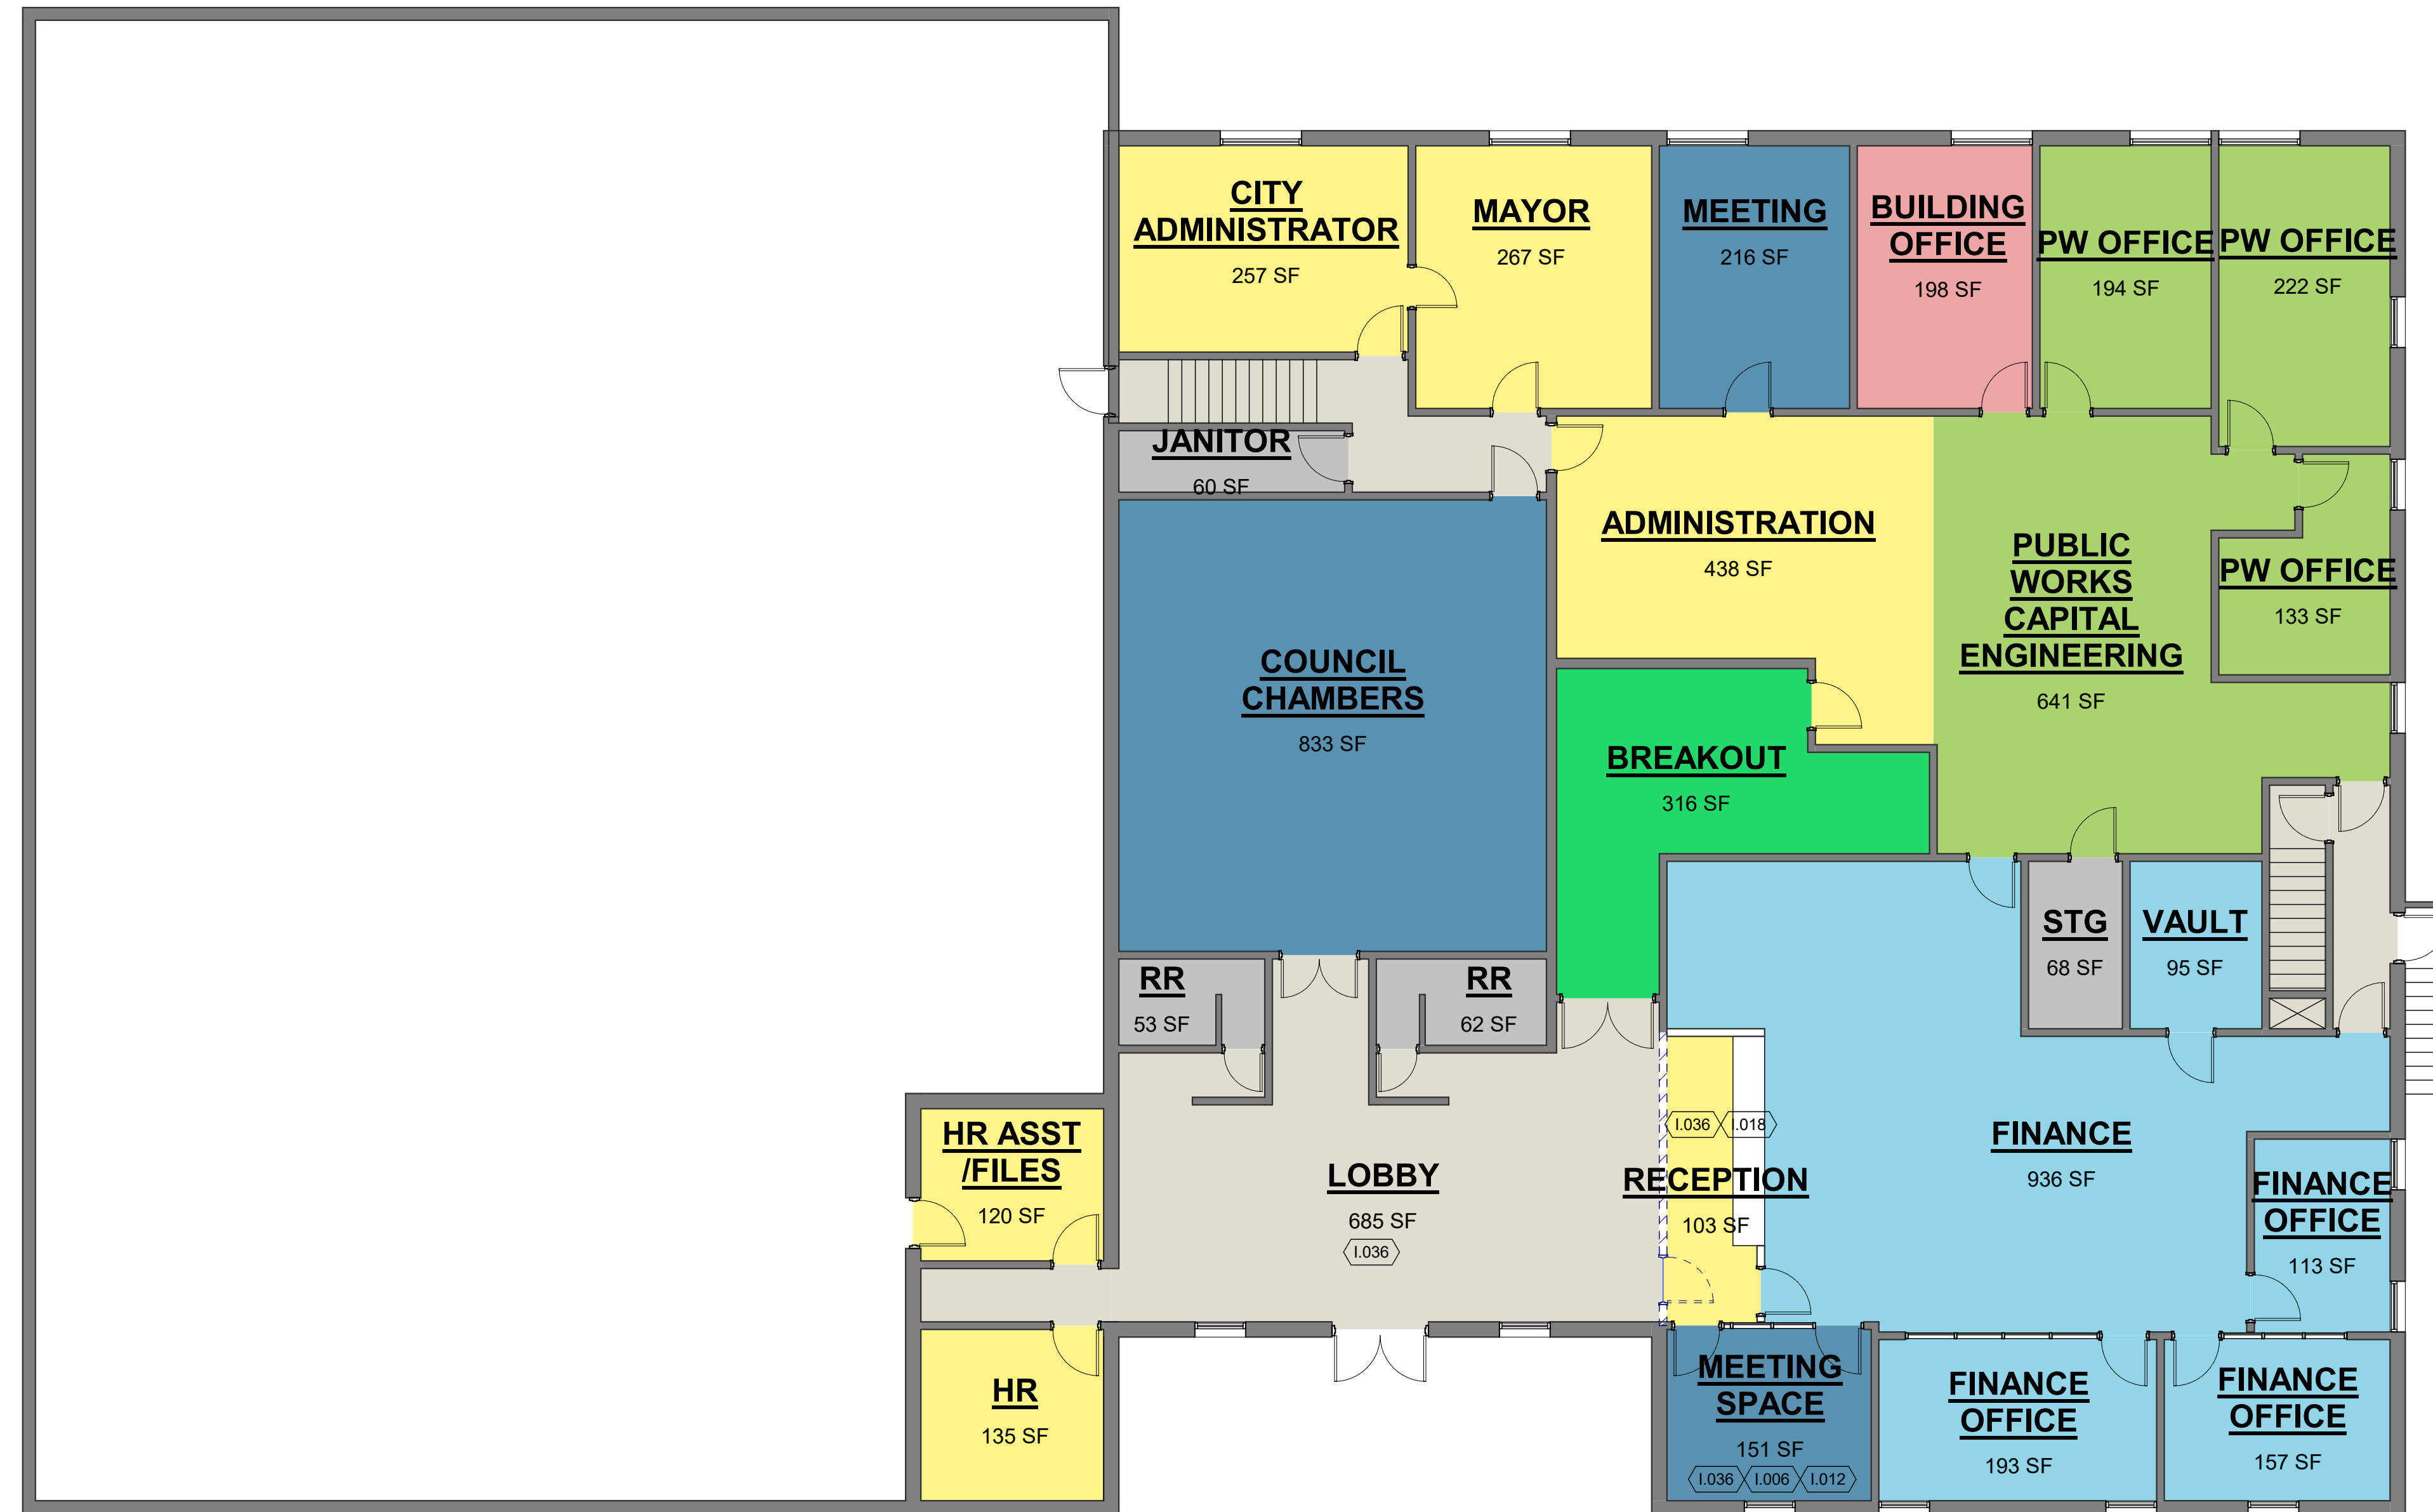 CITY
ADMINISTRATOR
257 SF
MAYOR
267 SF
MEETING
216 SF
BUILDING
OFFICE
198 SF
PW OFFICE
194 SF
PW OFFICE
222 SF
JANITOR
60 SF
ADMINISTRATION
438 SF
PUBLIC
WORKS
CAPITAL
ENGINEERING
641 SF
PW OFFICE
133 SF
COUNCIL
CHAMBERS
833 SF
BREAKOUT
316 SF
STG
68 SF
VAULT
95 SF
RR
53 SF
RR
62 SF
HR ASST
/FILES
120 SF
LOBBY
685 SF
I.036
I.036
I.018
RECEPTION
103 SF
FINANCE
936 SF
FINANCE
OFFICE
113 SF
HR
135 SF
MEETING
SPACE
151 SF
I.036
I.006
I.012
FINANCE
OFFICE
193 SF
FINANCE
OFFICE
157 SF